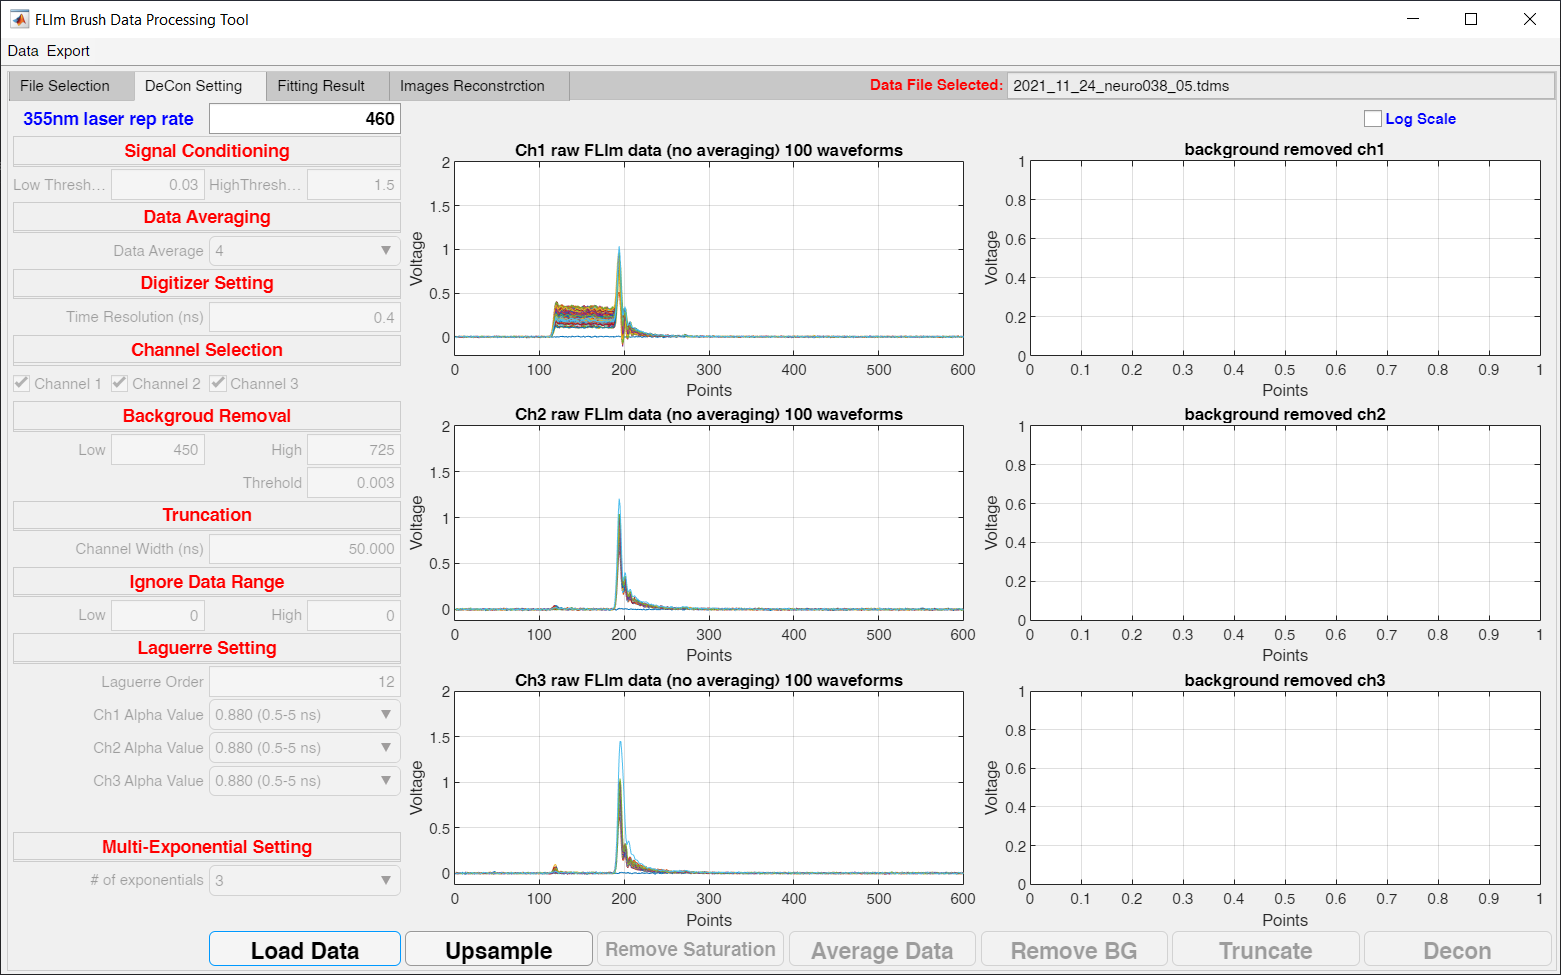 FLIm Brush Data Processing Tool
Data Export
File Selection DeCon Setting Fitting Result Images Reconstrction Data File Selected: 2021_11_24_neuro038_05.tdms
355nm laser rep rate 460
Log Scale
Signal Conditioning
Low Thresh... 0.03 HighThresh... 1.5
Data Averaging
Data Average 4
Digitizer Setting
Time Resolution (ns) 0.4
Channel Selection
Channel 1 Channel 2 Channel 3
Backgroud Removal
Low 450 High 725
Threhold 0.003
Truncation
Channel Width (ns) 50.000
Ignore Data Range
Low 0 High 0
Laguerre Setting
Laguerre Order 12
Ch1 Alpha Value 0.880 (0.5-5 ns)
Ch2 Alpha Value 0.880 (0.5-5 ns)
Ch3 Alpha Value 0.880 (0.5-5 ns)
Multi-Exponential Setting
# of exponentials 3
Ch1 raw FLIm data (no averaging) 100 waveforms
Voltage
2
1.5
1
0.5
0
0 100 200 300 400 500 600
Points
background removed ch1
Voltage
1
0.8
0.6
0.4
0.2
0
0 0.1 0.2 0.3 0.4 0.5 0.6 0.7 0.8 0.9 1
Points
Ch2 raw FLIm data (no averaging) 100 waveforms
Voltage
2
1.5
1
0.5
0
0 100 200 300 400 500 600
Points
background removed ch2
Voltage
1
0.8
0.6
0.4
0.2
0
0 0.1 0.2 0.3 0.4 0.5 0.6 0.7 0.8 0.9 1
Points
Ch3 raw FLIm data (no averaging) 100 waveforms
Voltage
2
1.5
1
0.5
0
0 100 200 300 400 500 600
Points
background removed ch3
Voltage
1
0.8
0.6
0.4
0.2
0
0 0.1 0.2 0.3 0.4 0.5 0.6 0.7 0.8 0.9 1
Points
Load Data Upsample Remove Saturation Average Data Remove BG Truncate Decon